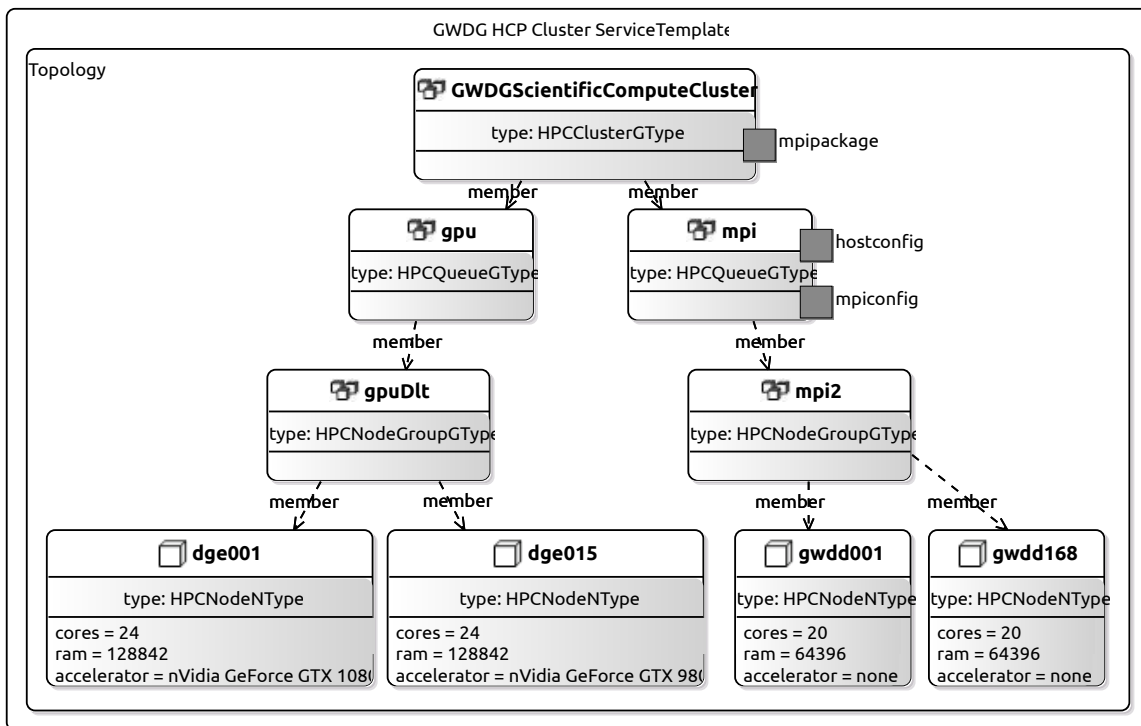 GWDG HCP Cluster ServiceTemplate
Topology
GWDGScientificComputeCluster
type: HPCClusterGType
mpipackage
member
member
gpu
mpi
hostconfig
type: HPCQueueGType
type: HPCQueueGType
mpiconfig
member
member
gpuDlt
mpi2
type: HPCNodeGroupGType
type: HPCNodeGroupGType
member
member
member
member
dge001
dge015
gwdd001
gwdd168
type: HPCNodeNType
type: HPCNodeNType
type: HPCNodeNType
type: HPCNodeNType
cores = 24
ram = 128842
accelerator = nVidia GeForce GTX 1080
cores = 24
ram = 128842
accelerator = nVidia GeForce GTX 980
cores = 20
ram = 64396
accelerator = none
cores = 20
ram = 64396
accelerator = none